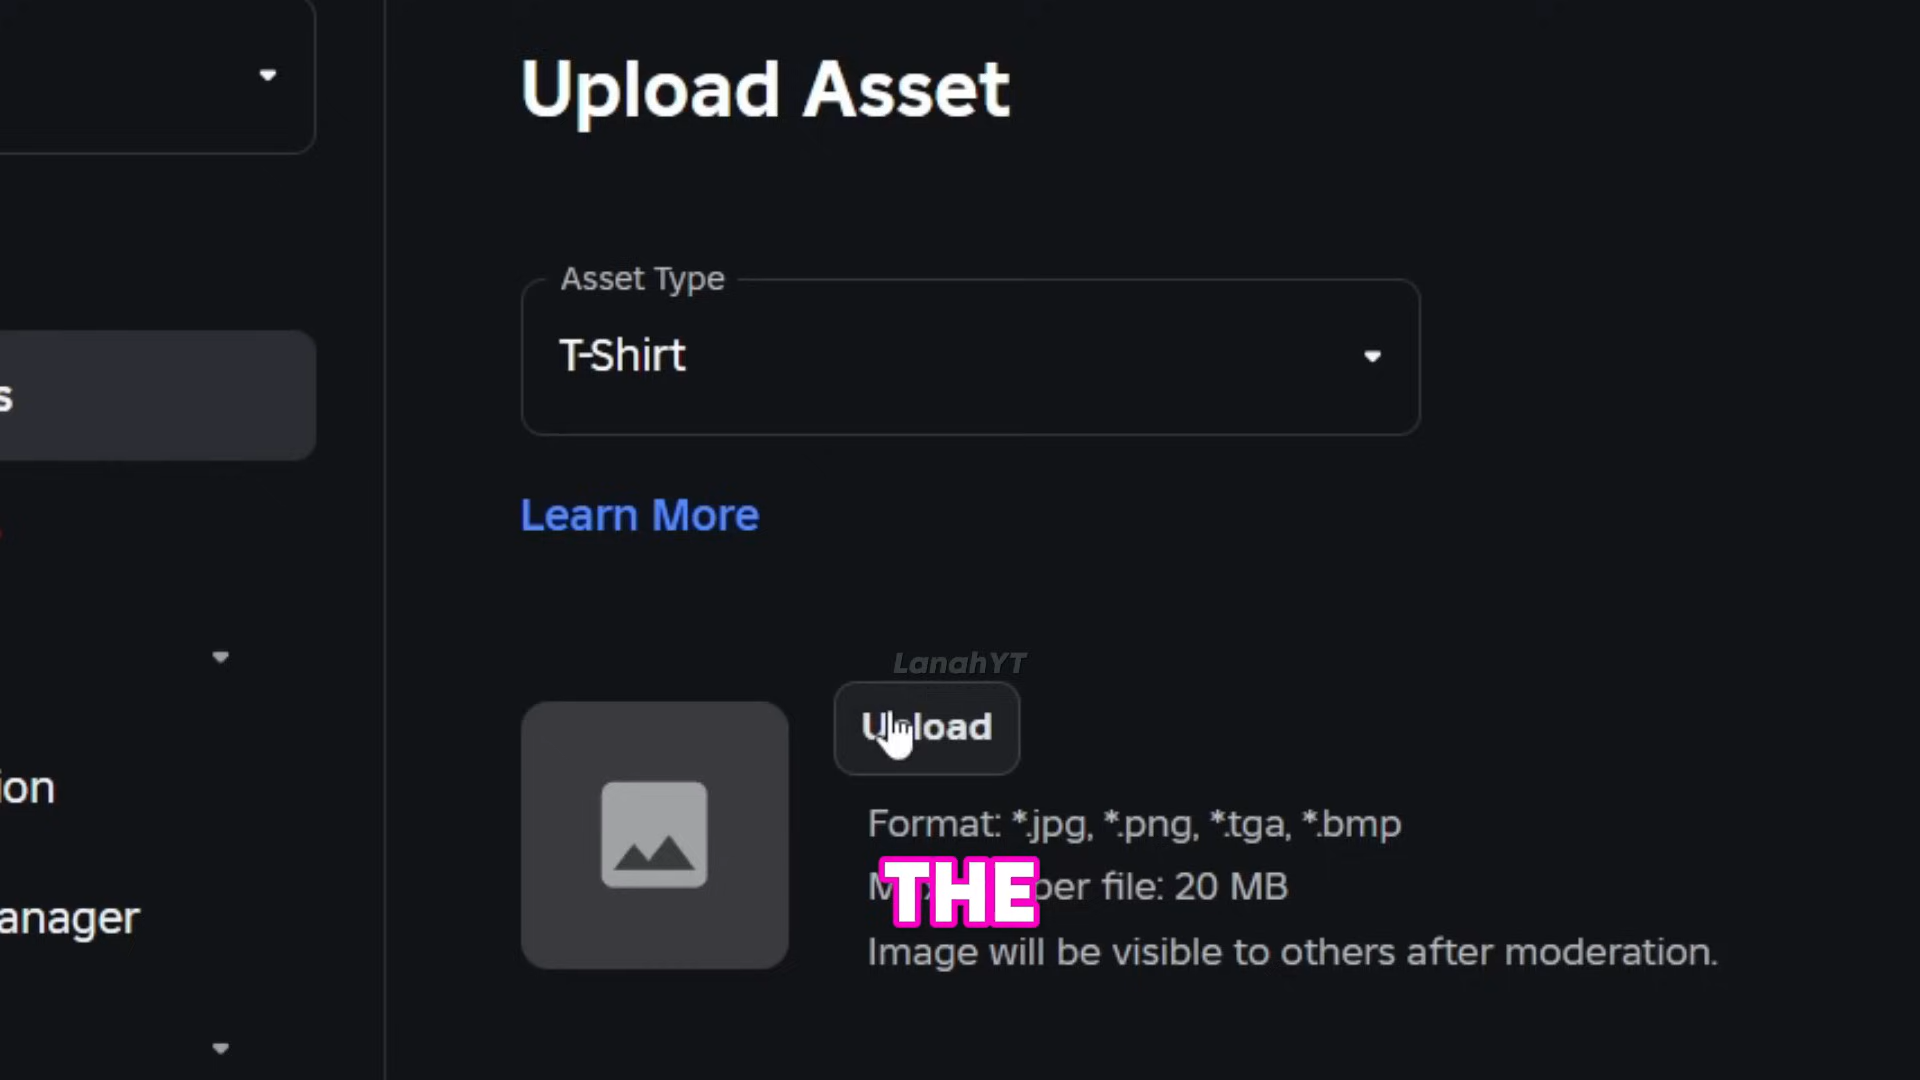 Upload Asset
Asset Type
T-Shirt
s
Learn More
LanahYT
Upload
Format: *.jpg, *.png, *.tga, *.bmp
per file: 20 MB
THE
Image will be visible to others after moderation.
ion
anager